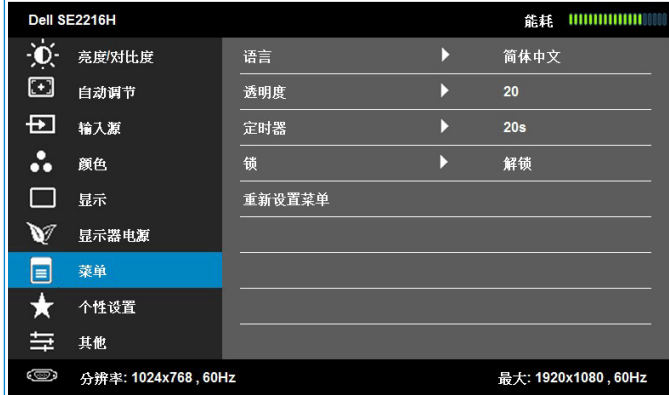 Dell SE2216H 能耗
亮度/对比度 语言 简体中文
自动调节 透明度 20
输入源 定时器 20s
颜色 锁 解锁
显示 重新设置菜单
显示器电源
菜单
个性设置
其他
分辨率: 1024x768 , 60Hz 最大: 1920x1080 , 60Hz